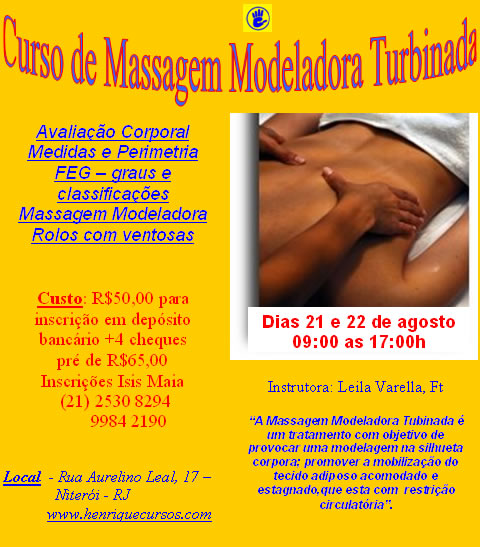 Curso de Massagem Modeladora Turbinada
Avaliação Corporal
Medidas e Perimetria
FEG – graus e
classificações
Massagem Modeladora
Rolos com ventosas
Custo: R$50,00 para
inscrição em depósito
bancário +4 cheques
pré de R$65,00
Inscrições Isis Maia
(21) 2530 8294
9984 2190
Local - Rua Aurelino Leal, 17 –
Niterói - RJ
www.henriquecursos.com
Dias 21 e 22 de agosto
09:00 as 17:00h
Instrutora: Leila Varella, Ft
“A Massagem Modeladora Tubinada é
um tratamento com objetivo de
provocar uma modelagem na silhueta
corpora; promover a mobilização do
tecido adiposo acomodado e
estagnado,que esta com restrição
circulatória”.